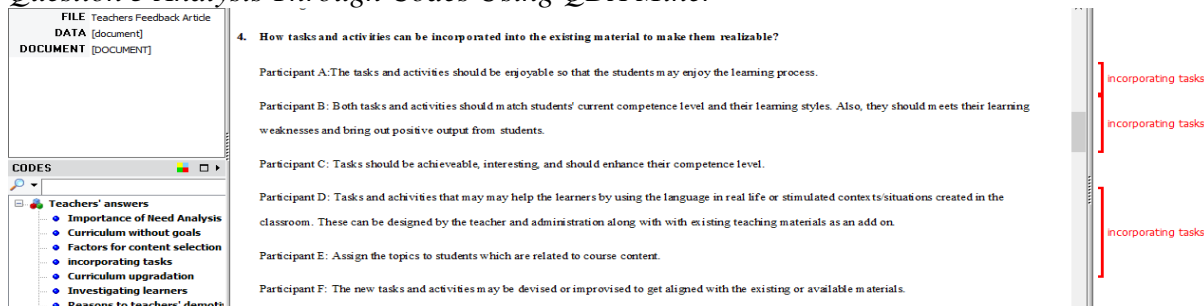 FILE Teachers Feedback Article
DATA [document]
DOCUMENT [DOCUMENT]
CODES
Teachers' answers
Importance of Need Analysis
Curriculum without goals
Factors for content selection
incorporating tasks
Curriculum upgradation
Investigating learners
4. How tasks and activities can be incorporated into the existing material to make them realizable?
Participant A:The tasks and activities should be enjoyable so that the students may enjoy the learning process.
Participant B: Both tasks and activities should match students' current competence level and their learning styles. Also, they should meets their learning
weaknesses and bring out positive output from students.
Participant C: Tasks should be achieveable, interesting, and should enhance their competence level.
Participant D: Tasks and achivities that may may help the learners by using the language in real life or stimulated contexts/situations created in the
classroom. These can be designed by the teacher and administration along with with existing teaching materials as an add on.
Participant E: Assign the topics to students which are related to course content.
Participant F: The new tasks and activities may be devised or improvised to get aligned with the existing or available materials.
incorporating tasks
incorporating tasks
incorporating tasks